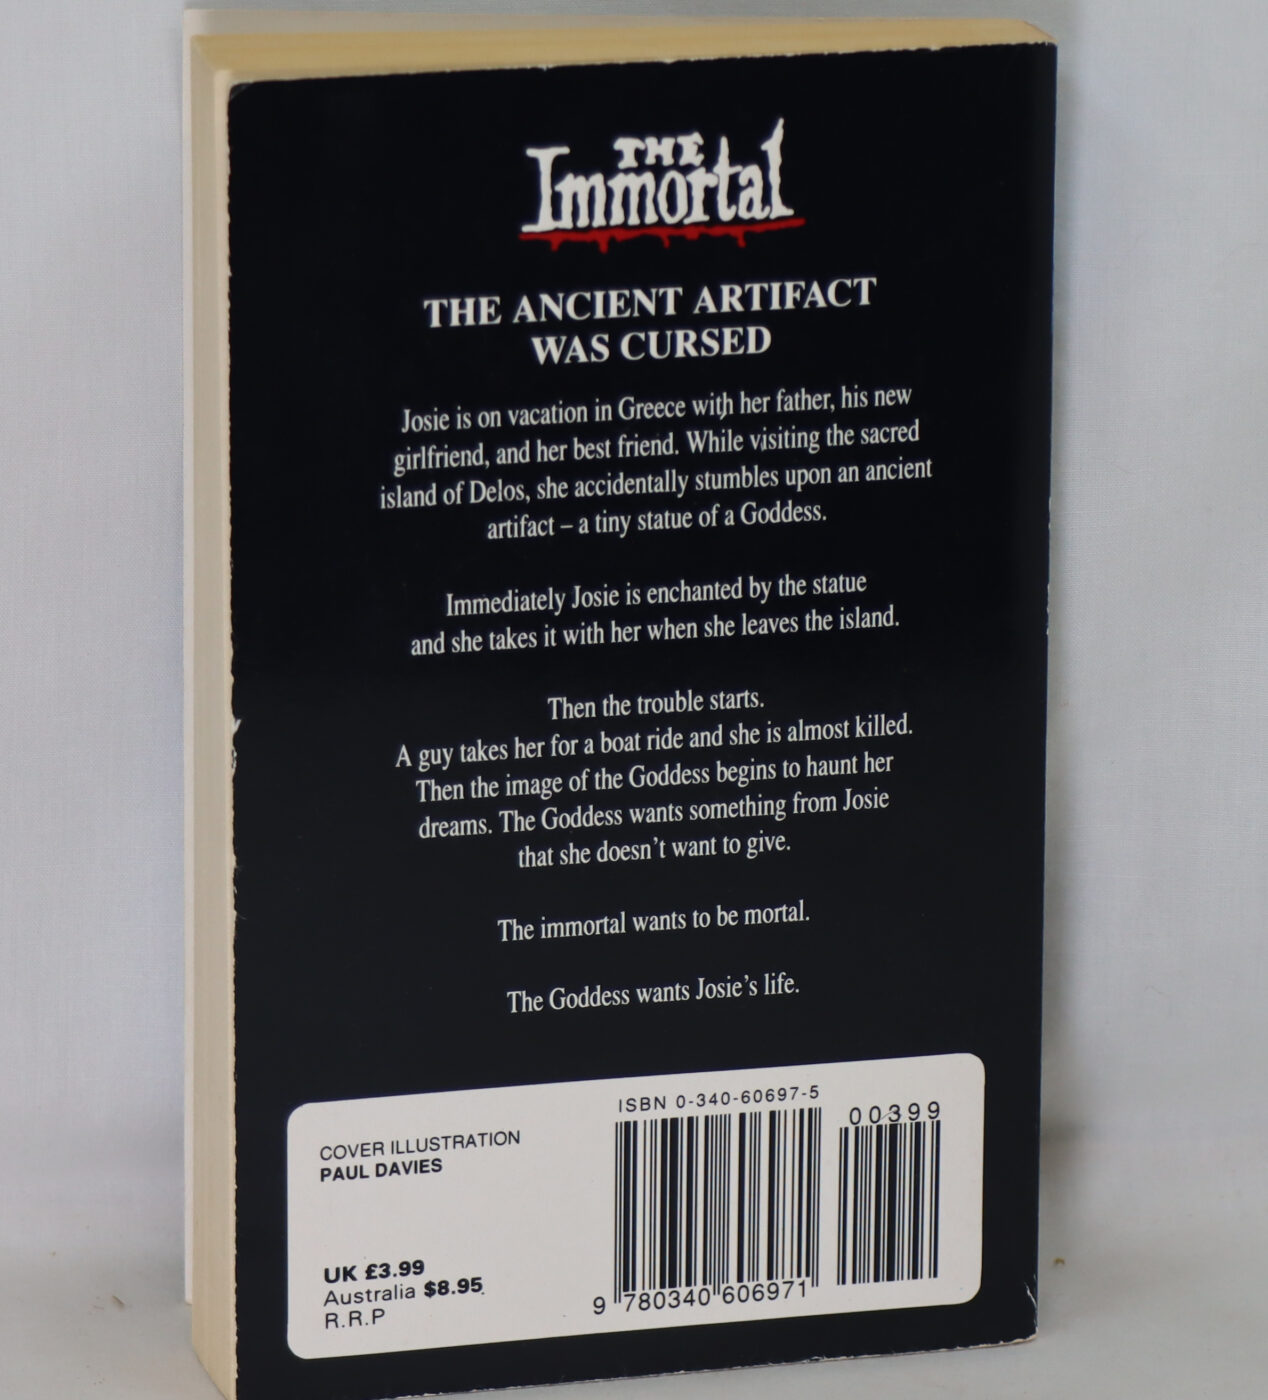 THE
Immortal
THE ANCIENT ARTIFACT
WAS CURSED
Josie is on vacation in Greece with her father, his new
girlfriend, and her best friend. While visiting the sacred
island of Delos, she accidentally stumbles upon an ancient
artifact – a tiny statue of a Goddess.
Immediately Josie is enchanted by the statue
and she takes it with her when she leaves the island.
Then the trouble starts.
A guy takes her for a boat ride and she is almost killed.
Then the image of the Goddess begins to haunt her
dreams. The Goddess wants something from Josie
that she doesn't want to give.
The immortal wants to be mortal.
The Goddess wants Josie's life.
COVER ILLUSTRATION
PAUL DAVIES
UK £3.99
Australia $8.95
R.R.P
ISBN 0-340-60697-5
00399
9 780340 606971